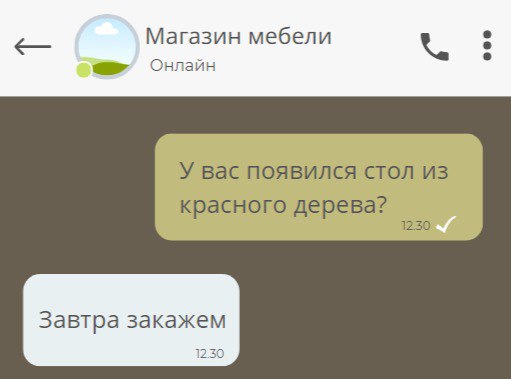 Магазин мебели
Онлайн
У вас появился стол из
красного дерева?
12.30
Завтра закажем
12.30